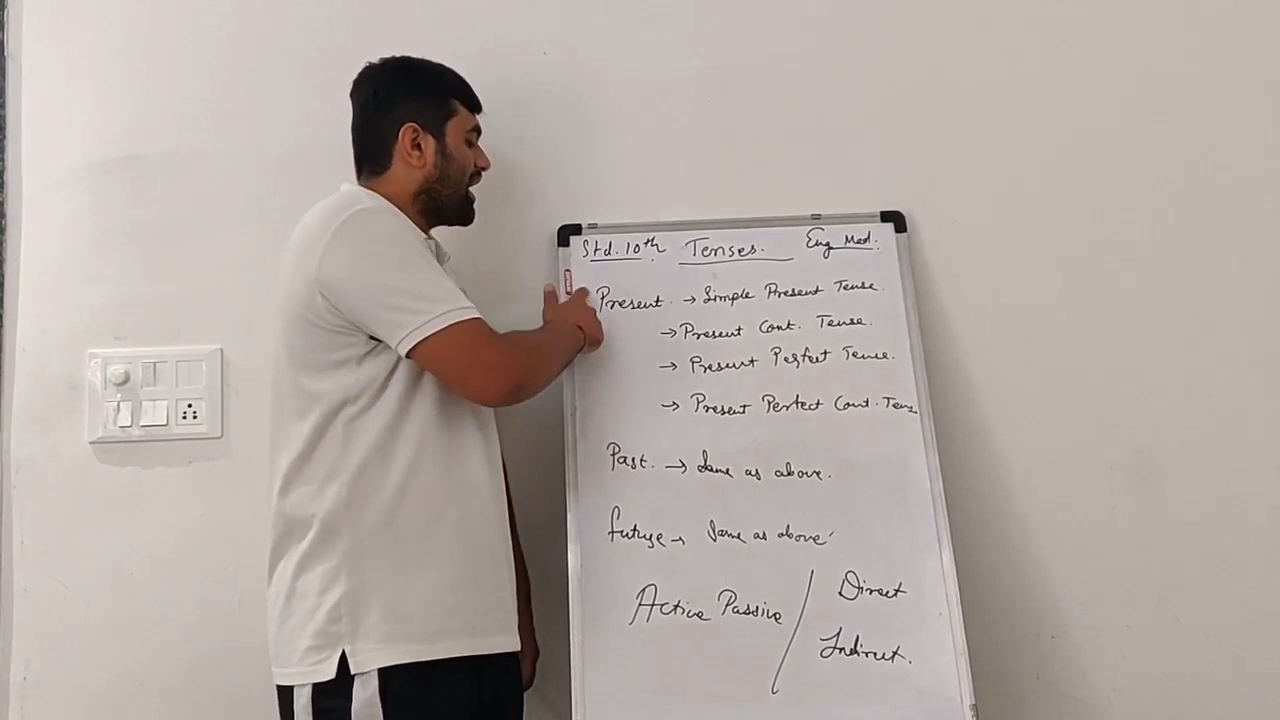 Std. 10th Tenses. Eng Med.
Present. → Simple Present Tense.
→ Present Cont. Tense.
→ Present Perfect Tense.
→ Present Perfect Cont. Tens
Past. → Same as above.
future → Same as above
Active Passive / Direct
Indirect.